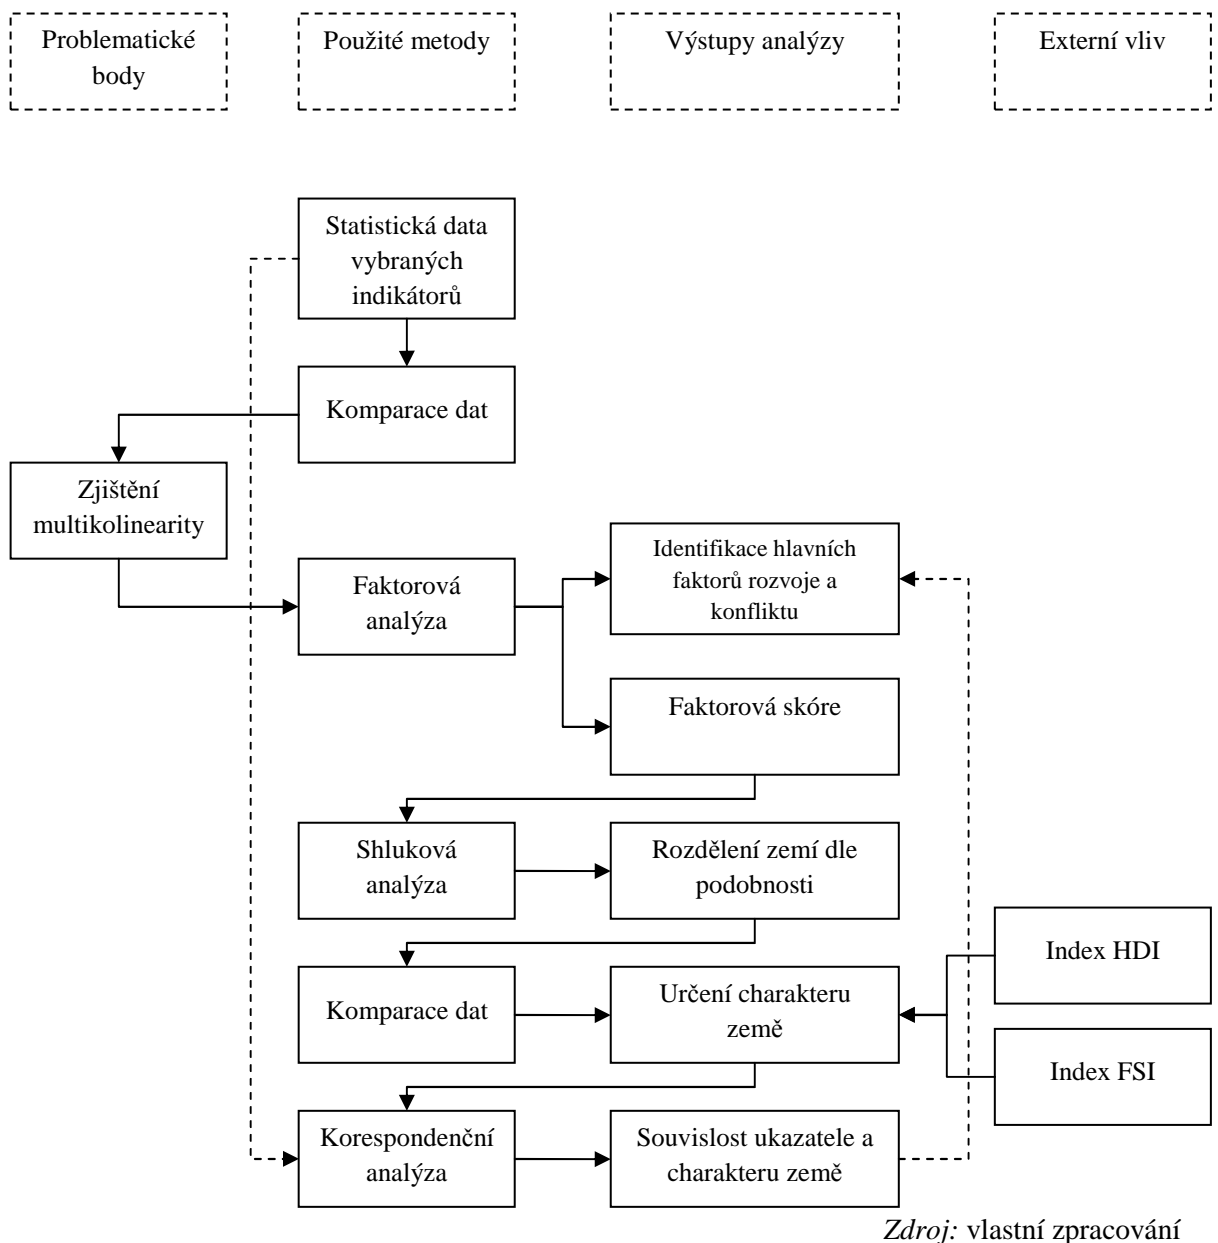 Problematické
body
Použité metody
Výstupy analýzy
Externí vliv
Statistická data
vybraných
indikátorů
Komparace dat
Zjištění
multikolinearity
Faktorová
analýza
Identifikace hlavních
faktorů rozvoje a
konfliktu
Faktorová skóre
Shluková
analýza
Rozdělení zemí dle
podobnosti
Komparace dat
Určení charakteru
země
Index HDI
Index FSI
Korespondenční
analýza
Souvislost ukazatele a
charakteru země
Zdroj: vlastní zpracování